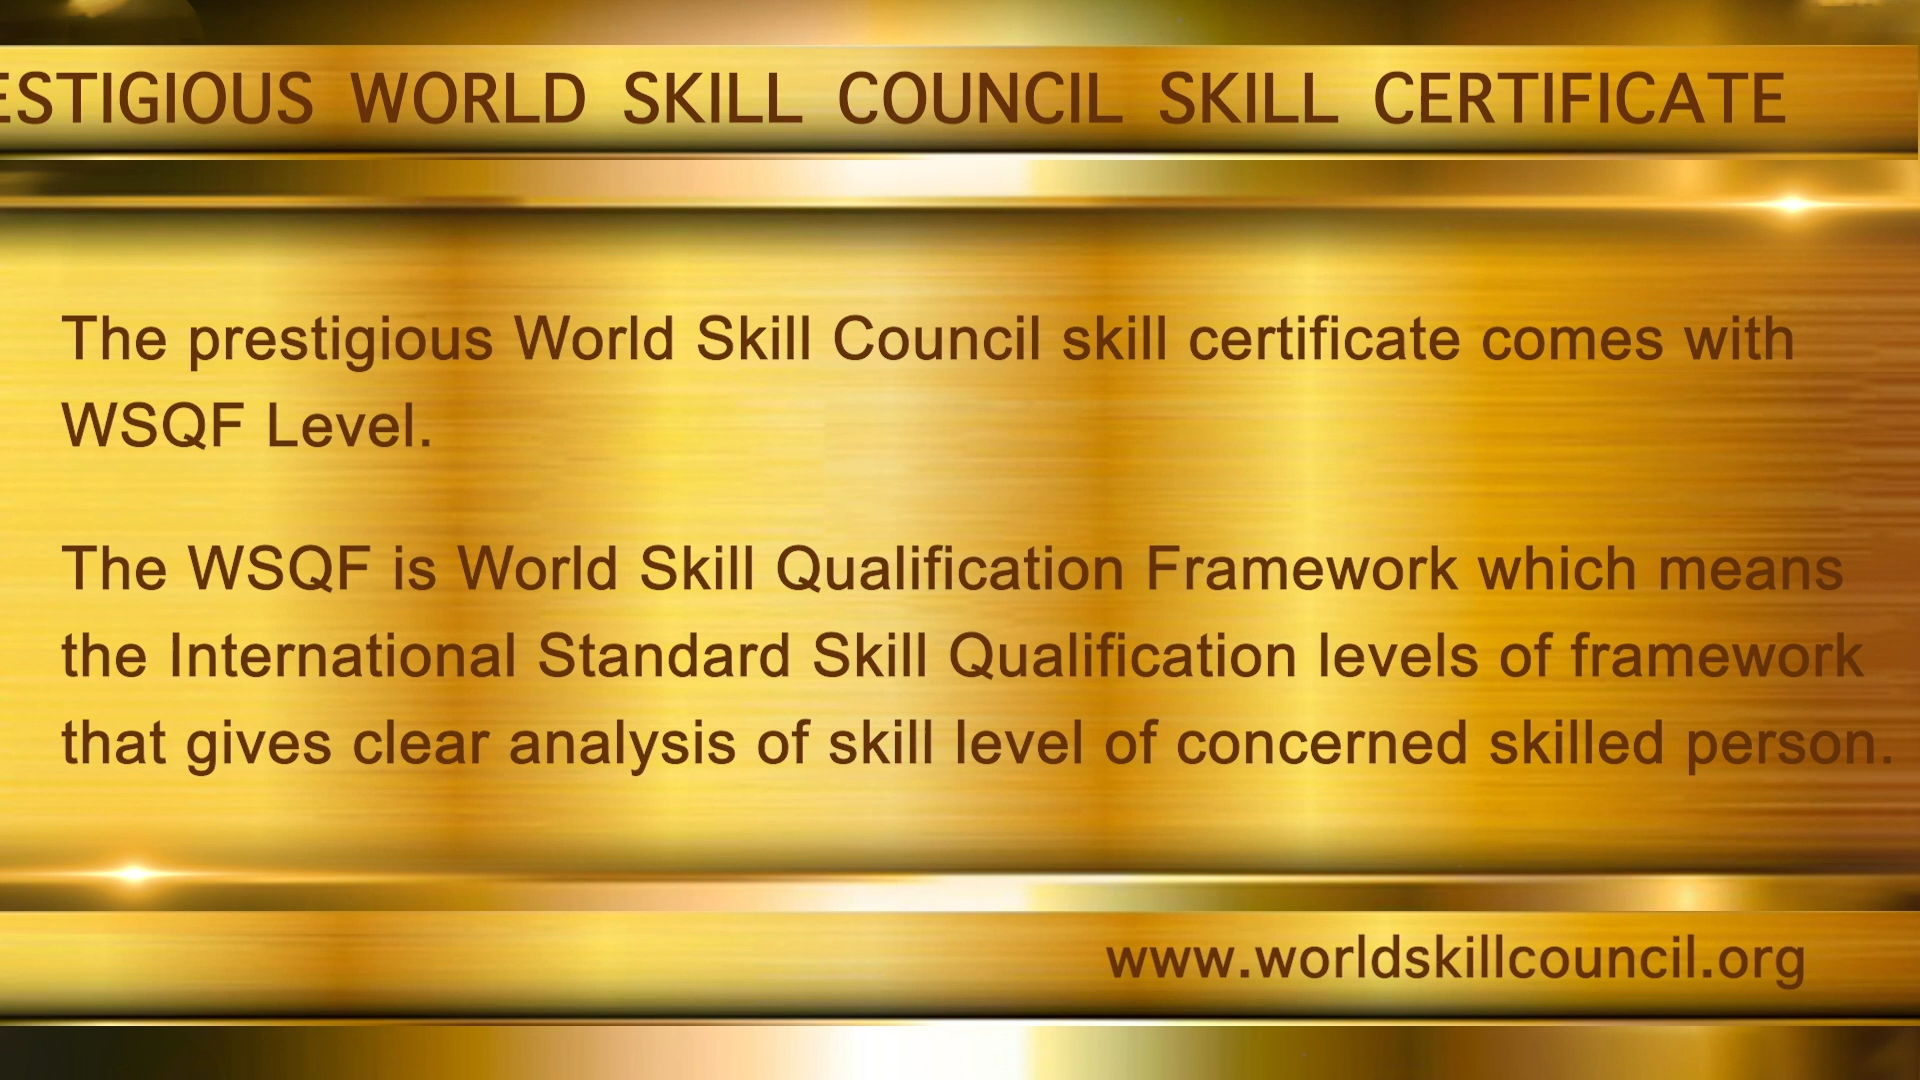 ESTIGIOUS WORLD SKILL COUNCIL SKILL CERTIFICATE
The prestigious World Skill Council skill certificate comes with
WSQF Level.
The WSQF is World Skill Qualification Framework which means
the International Standard Skill Qualification levels of framework
that gives clear analysis of skill level of concerned skilled person.
www.worldskillcouncil.org